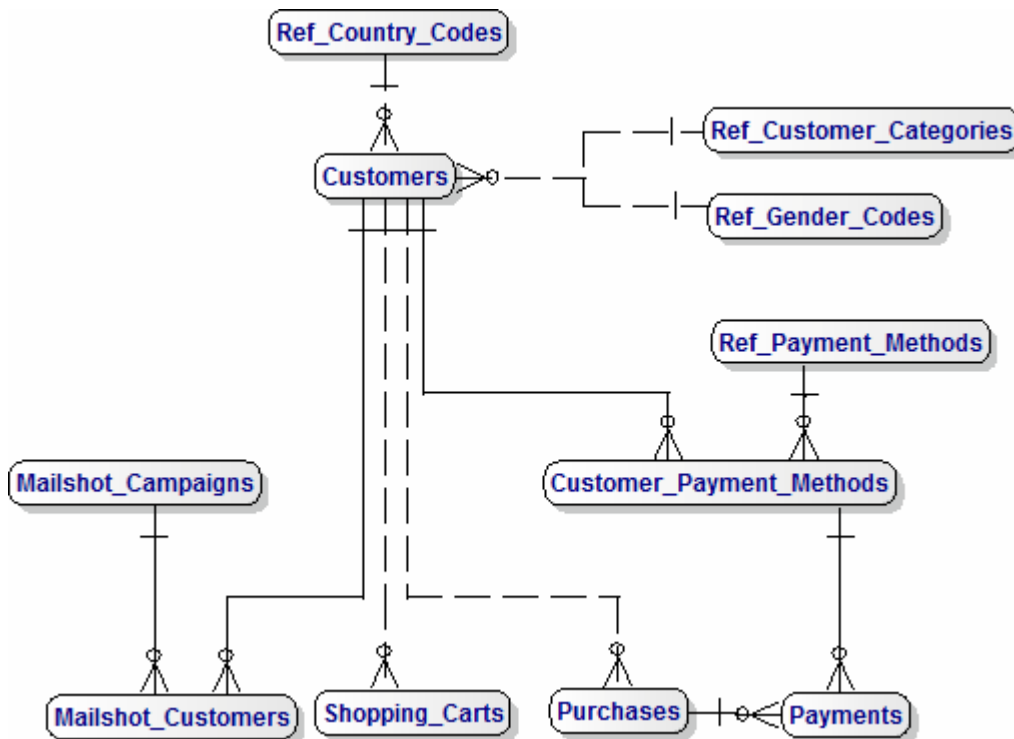 Ref_Country_Codes
Ref_Customer_Categories
Customers
Ref_Gender_Codes
Ref_Payment_Methods
Mailshot_Campaigns
Customer_Payment_Methods
Mailshot_Customers
Shopping_Carts
Purchases
Payments